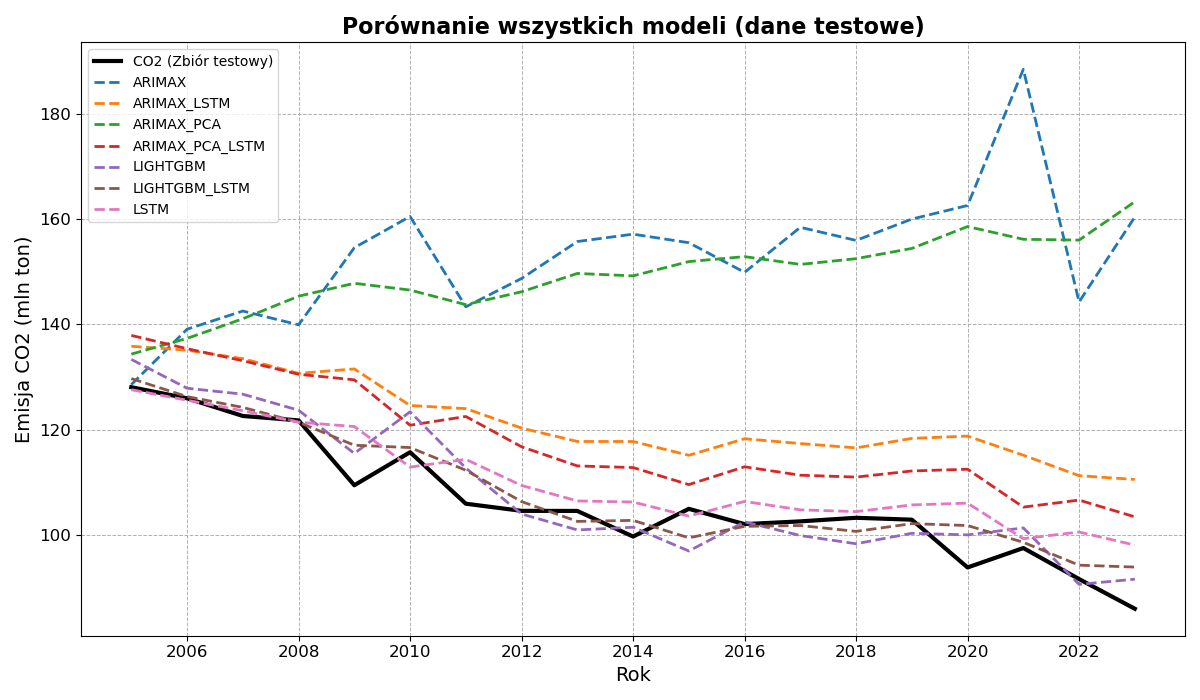 Porównanie wszystkich modeli (dane testowe)
CO2 (Zbiór testowy)
ARIMAX
ARIMAX_LSTM
ARIMAX_PCA
ARIMAX_PCA_LSTM
LIGHTGBM
LIGHTGBM_LSTM
LSTM
Emisja CO2 (mln ton)
180
160
140
120
100
2006 2008 2010 2012 2014 2016 2018 2020 2022
Rok